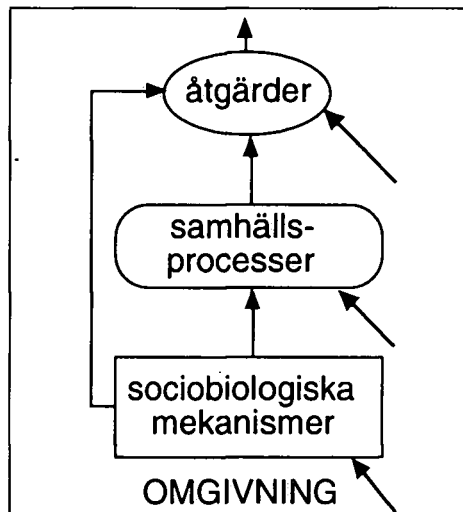 åtgärder
samhälls-
processer
sociobiologiska
mekanismer
OMGIVNING